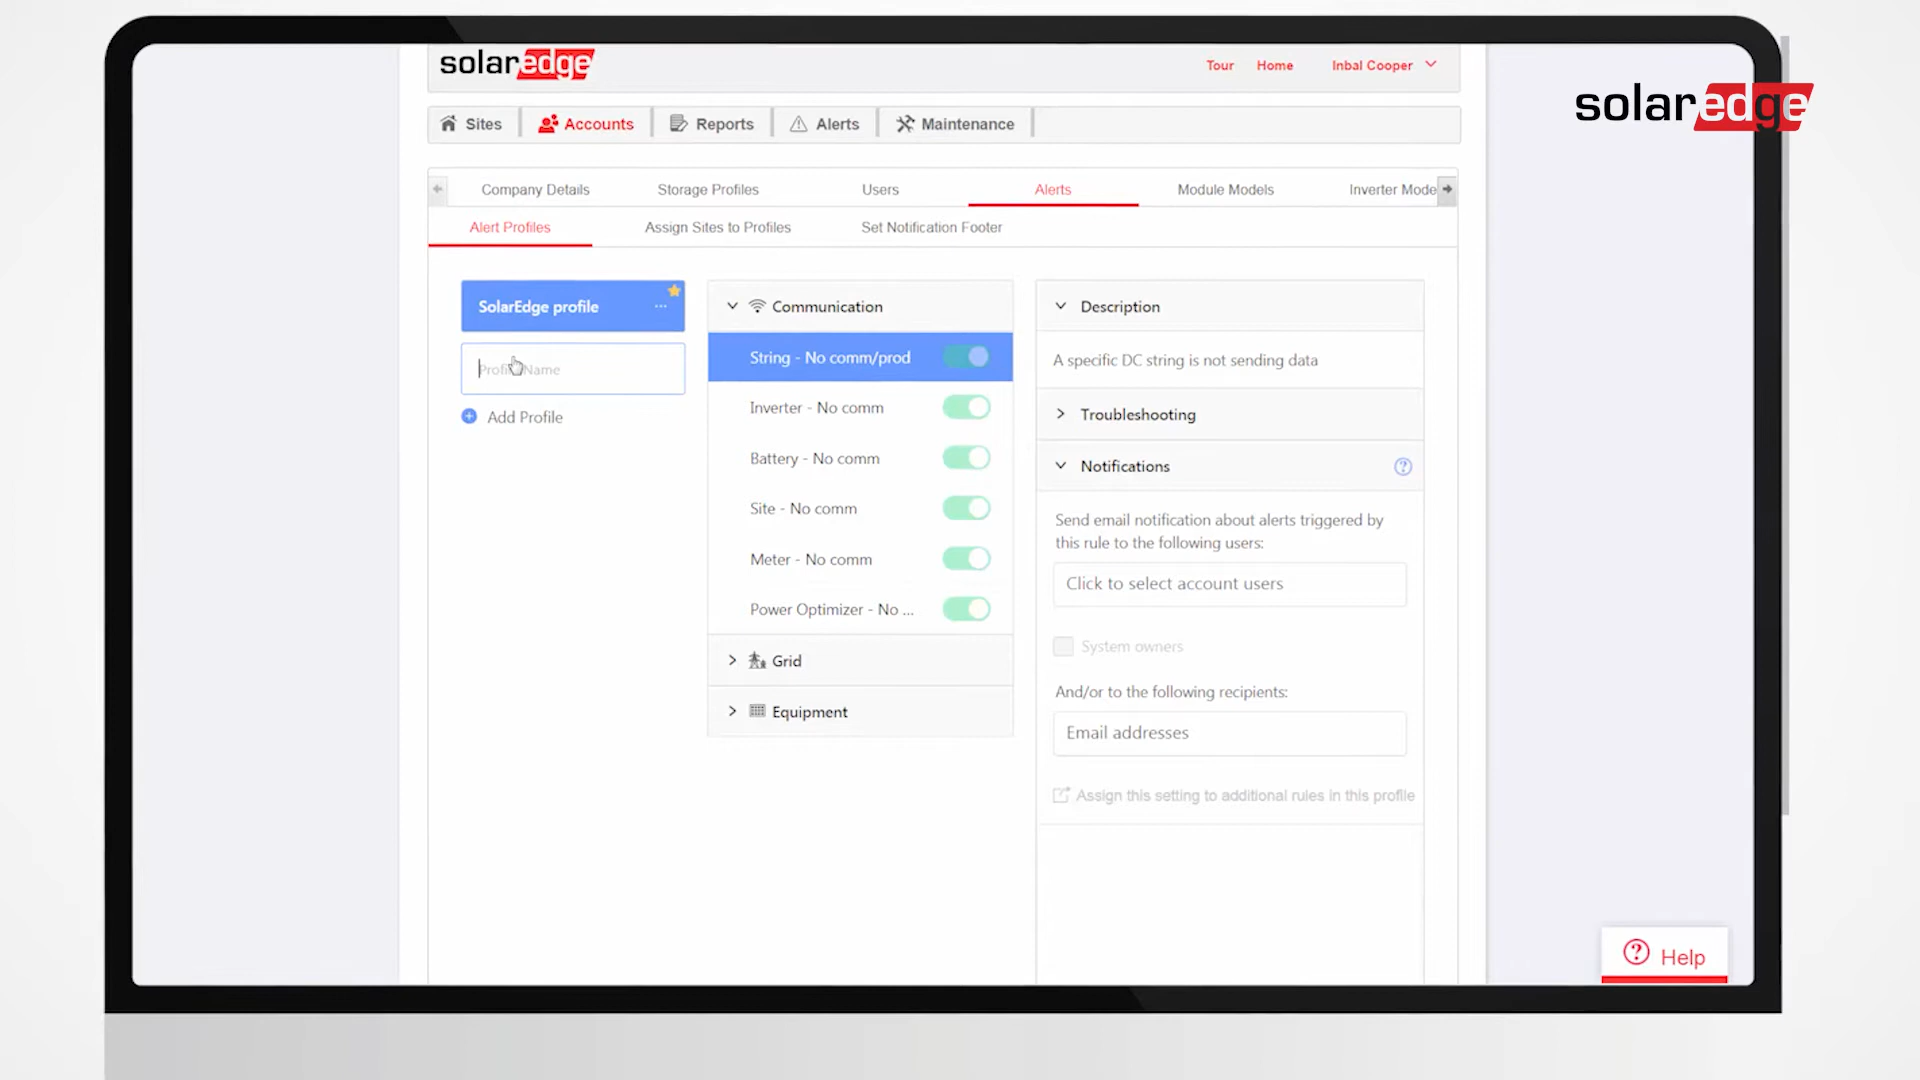 solaredge
Tour Home Inbal Cooper
solaredge
Sites Accounts Reports Alerts Maintenance
Company Details Storage Profiles Users Alerts Module Models Inverter Mode
Alert Profiles Assign Sites to Profiles Set Notification Footer
SolarEdge profile ...
Profile Name
Add Profile
Communication
String - No comm/prod
Inverter - No comm
Battery - No comm
Site - No comm
Meter - No comm
Power Optimizer - No ...
Grid
Equipment
Description
A specific DC string is not sending data
Troubleshooting
Notifications ?
Send email notification about alerts triggered by
this rule to the following users:
Click to select account users
System owners
And/or to the following recipients:
Email addresses
Assign this setting to additional rules in this profile
? Help